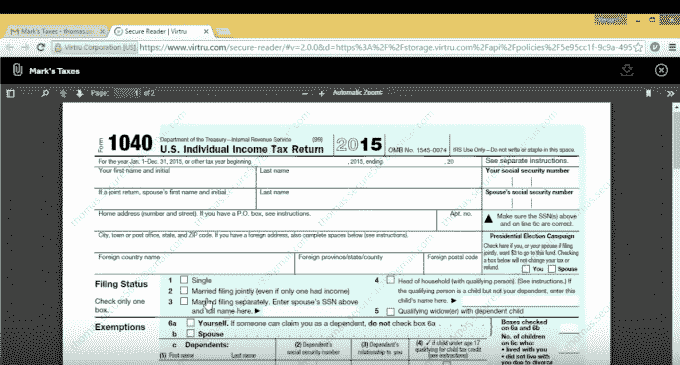 Mark's Taxes - thomas.
Secure Reader | Virtru
Virtru Corporation [US]
https://www.virtru.com/secure-reader/#v=2.0.0&d=https%3A%2F%2Fstorage.virtru.com%2Fapi%2Fpolicies%2F5e95cc1f-9c9a-495
Mark's Taxes
Page: 1 of 2
Automatic Zoom
Form 1040
Department of the Treasury—Internal Revenue Service (99)
U.S. Individual Income Tax Return
2015
OMB No. 1545-0074
IRS Use Only—Do not write or staple in this space.
For the year Jan. 1–Dec. 31, 2015, or other tax year beginning , 2015, ending , 20
See separate instructions.
Your first name and initial
Last name
Your social security number
If a joint return, spouse's first name and initial
Last name
Spouse's social security number
Home address (number and street). If you have a P.O. box, see instructions.
Apt. no.
▲ Make sure the SSN(s) above
and on line 6c are correct.
City, town or post office, state, and ZIP code. If you have a foreign address, also complete spaces below (see instructions).
Presidential Election Campaign
Check here if you, or your spouse if filing
jointly, want $3 to go to this fund. Checking
a box below will not change your tax or
refund. You Spouse
Foreign country name
Foreign province/state/county
Foreign postal code
Filing Status
Check only one
box.
1 Single
2 Married filing jointly (even if only one had income)
3 Married filing separately. Enter spouse's SSN above
and full name here. ▶
4 Head of household (with qualifying person). (See instructions.) If
the qualifying person is a child but not your dependent, enter this
child's name here. ▶
5 Qualifying widow(er) with dependent child
Exemptions
6a Yourself. If someone can claim you as a dependent, do not check box 6a
b Spouse
c Dependents:
(1) First name Last name
(2) Dependent's
social security number
(3) Dependent's
relationship to you
(4) ✓ if child under age 17
qualifying for child tax credit
(see instructions)
Boxes checked
on 6a and 6b
No. of children
on 6c who:
• lived with you
• did not live with
you due to divorce